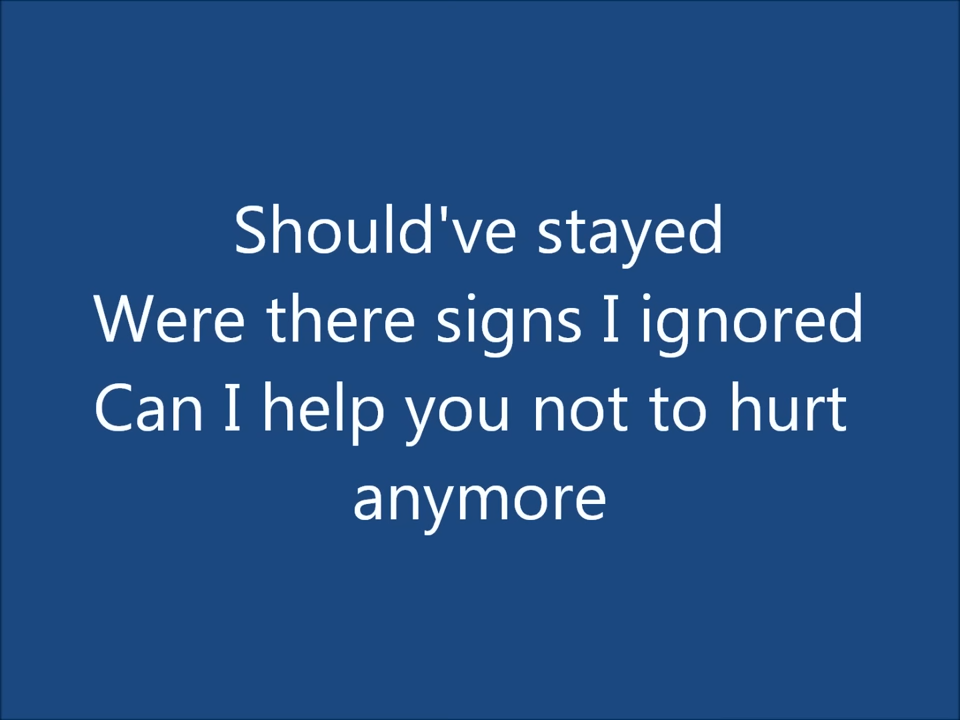 Should've stayed
Were there signs I ignored
Can I help you not to hurt
anymore